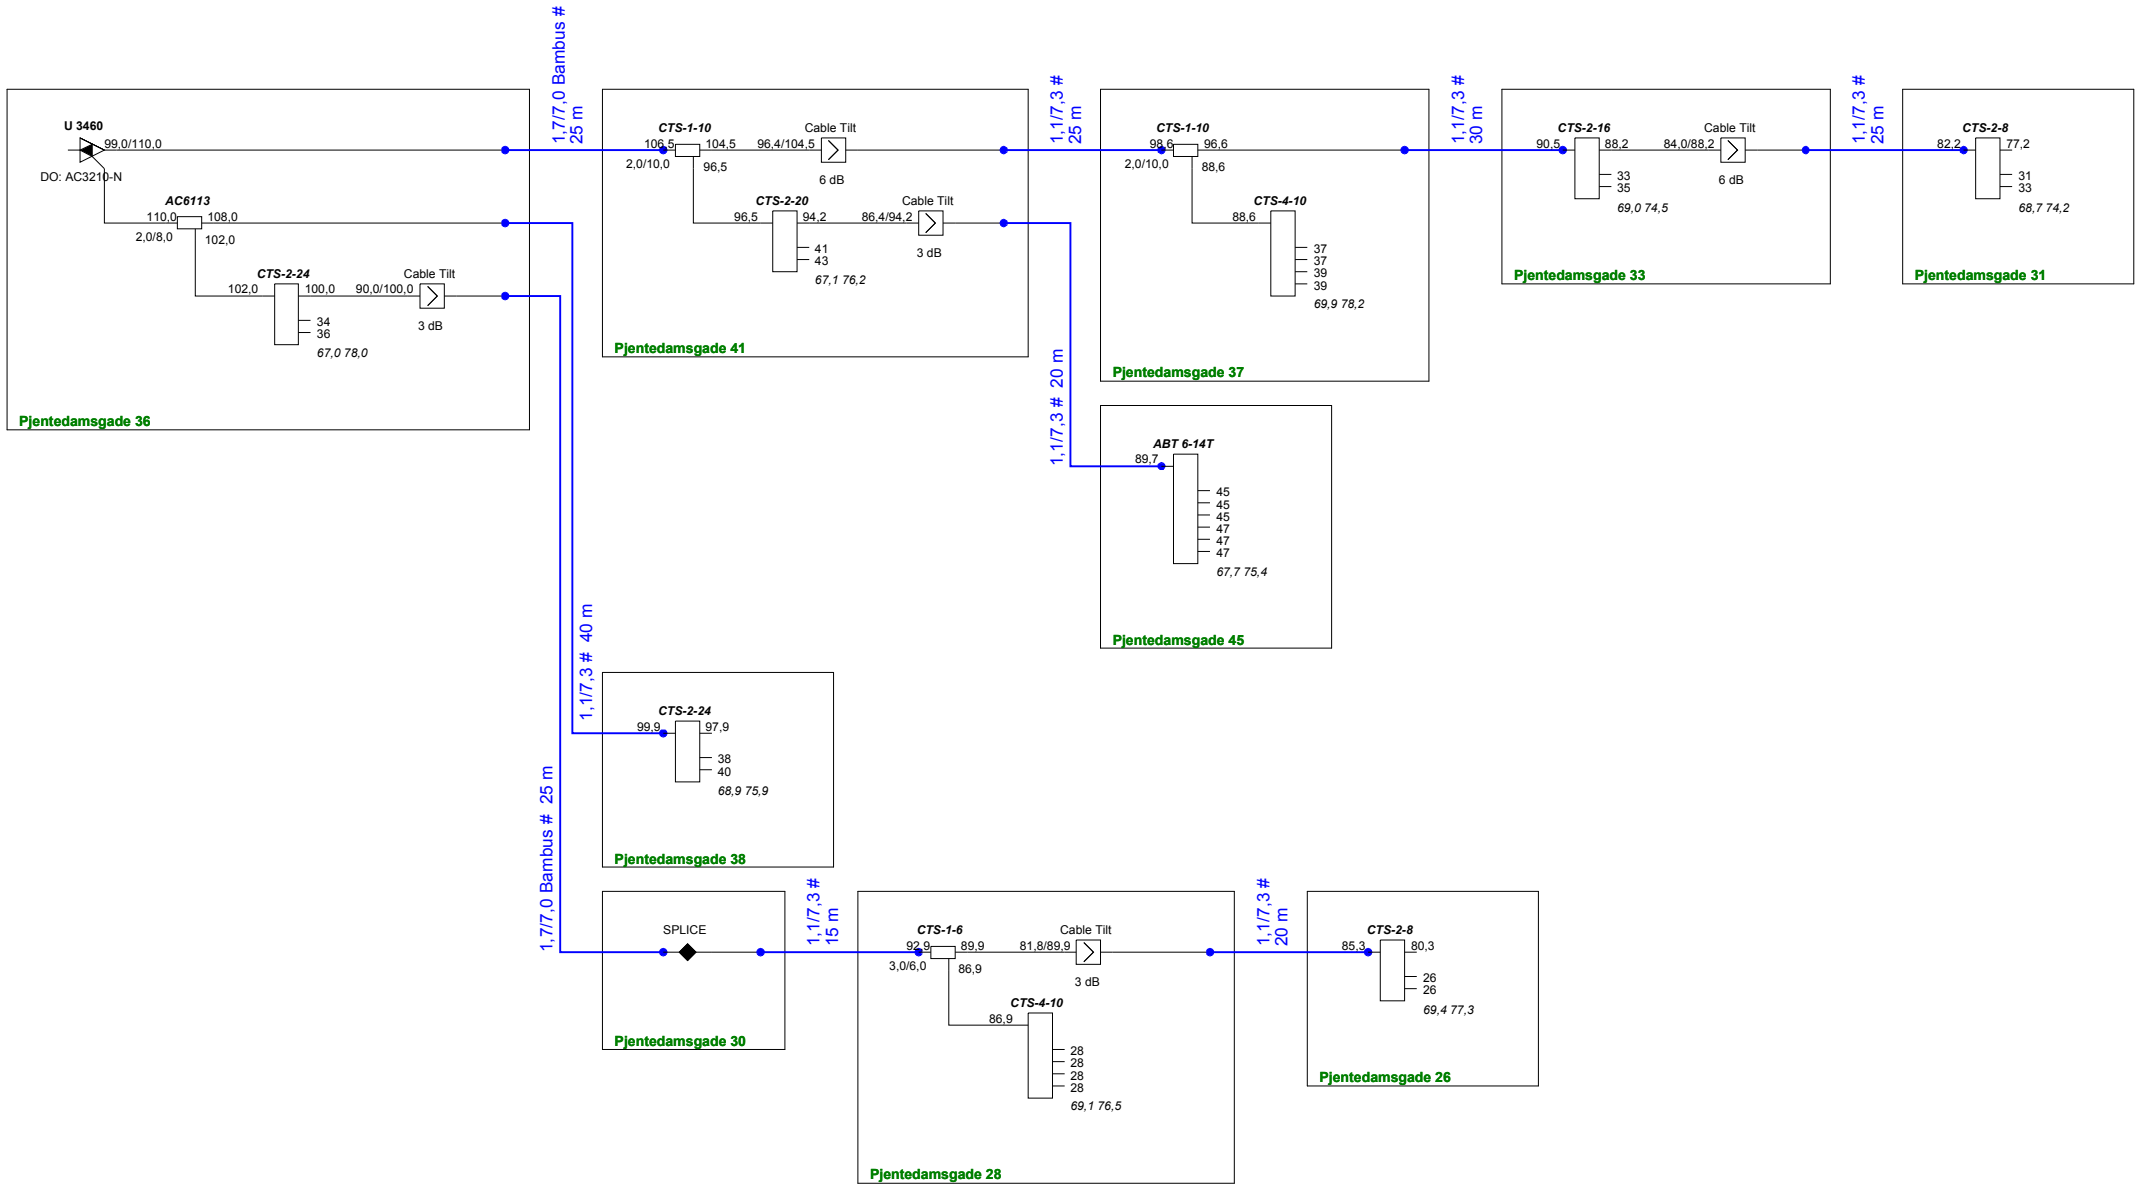 1,7/7,0 Bambus #
25 m
U 3460
99,0/110,0
DO: AC3210-N
AC6113
110,0
108,0
2,0/8,0
102,0
CTS-2-24
102,0
100,0
90,0/100,0
Cable Tilt
3 dB
34
36
67,0 78,0
Pjentedamsgade 36
CTS-1-10
106,5
104,5
2,0/10,0
96,5
96,4/104,5
Cable Tilt
6 dB
CTS-2-20
96,5
94,2
86,4/94,2
Cable Tilt
3 dB
41
43
67,1 76,2
Pjentedamsgade 41
1,1/7,3 #
25 m
CTS-1-10
98,6
96,6
2,0/10,0
88,6
CTS-4-10
88,6
37
37
39
39
69,9 78,2
Pjentedamsgade 37
1,1/7,3 #
30 m
CTS-2-16
90,5
88,2
84,0/88,2
Cable Tilt
6 dB
33
35
69,0 74,5
Pjentedamsgade 33
1,1/7,3 #
25 m
CTS-2-8
82,2
77,2
31
33
68,7 74,2
Pjentedamsgade 31
1,1/7,3 # 20 m
ABT 6-14T
89,7
45
45
45
47
47
47
67,7 75,4
Pjentedamsgade 45
1,1/7,3 # 40 m
CTS-2-24
99,9
97,9
38
40
68,9 75,9
Pjentedamsgade 38
1,7/7,0 Bambus # 25 m
SPLICE
Pjentedamsgade 30
1,1/7,3 #
15 m
CTS-1-6
92,9
89,9
3,0/6,0
86,9
81,8/89,9
Cable Tilt
3 dB
CTS-4-10
86,9
28
28
28
28
69,1 76,5
Pjentedamsgade 28
1,1/7,3 #
20 m
CTS-2-8
85,3
80,3
26
26
69,4 77,3
Pjentedamsgade 26